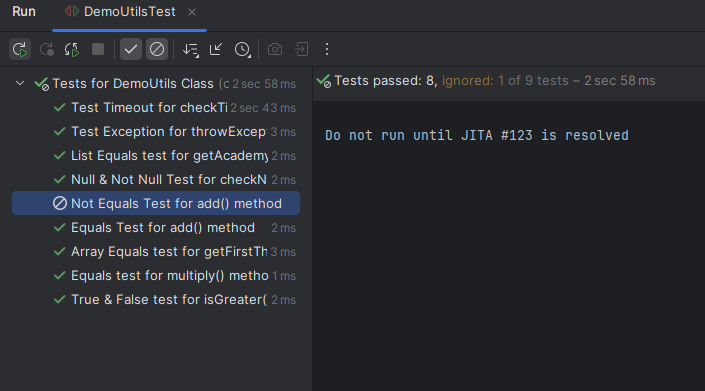 Run
DemoUtilsTest
Tests for DemoUtils Class (c 2 sec 58 ms
Test Timeout for checkTi 2 sec 43 ms
Test Exception for throwExcep 3 ms
List Equals test for getAcademy 2 ms
Null & Not Null Test for checkN 2 ms
Not Equals Test for add() method
Equals Test for add() method 2 ms
Array Equals test for getFirstTh 3 ms
Equals test for multiply() metho 1 ms
True & False test for isGreater( 2 ms
Tests passed: 8, ignored: 1 of 9 tests – 2 sec 58 ms
Do not run until JITA #123 is resolved